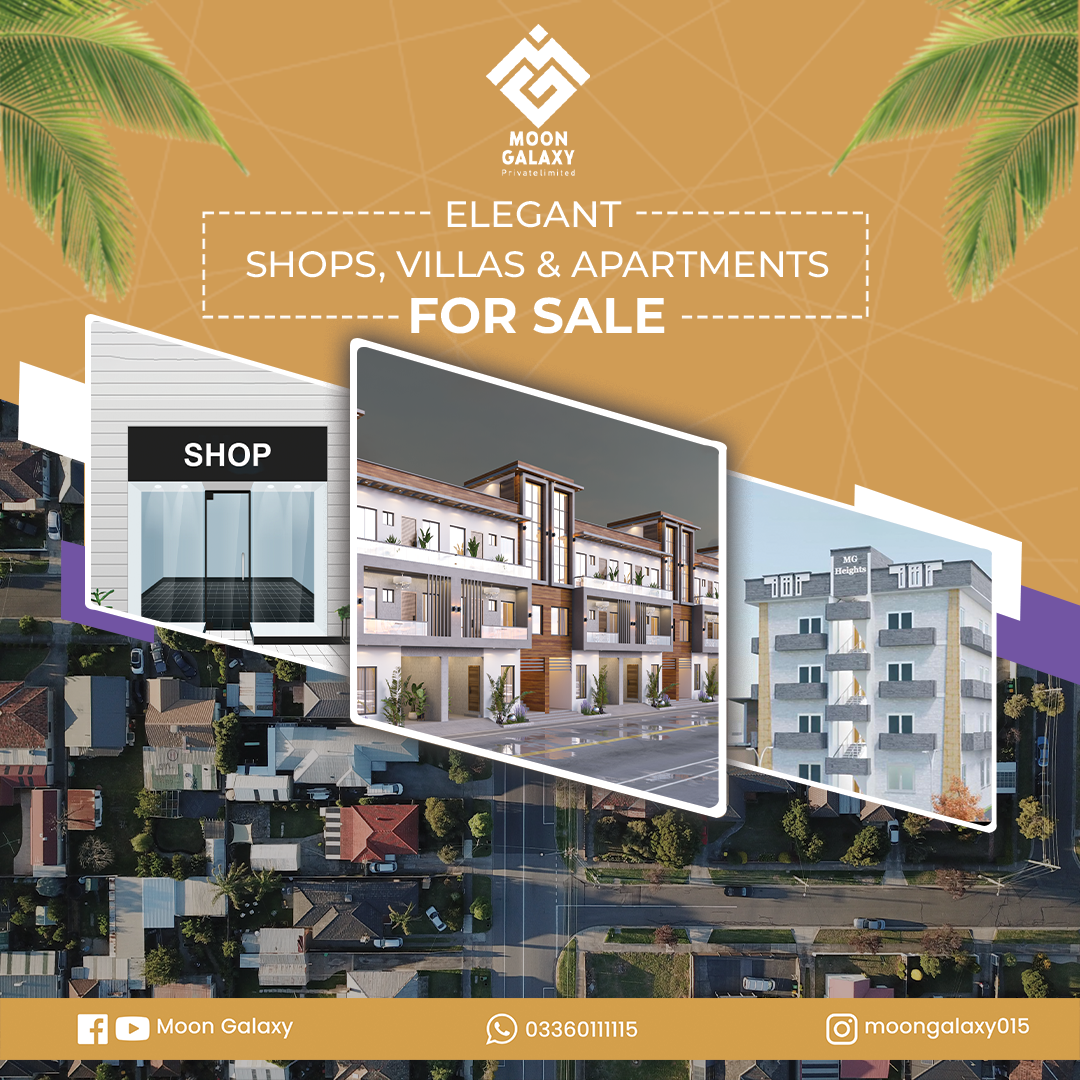 MOON
GALAXY
Privatelimited
ELEGANT
SHOPS, VILLAS & APARTMENTS
FOR SALE
SHOP
MG
Heights
Moon Galaxy
03360111115
moongalaxy015